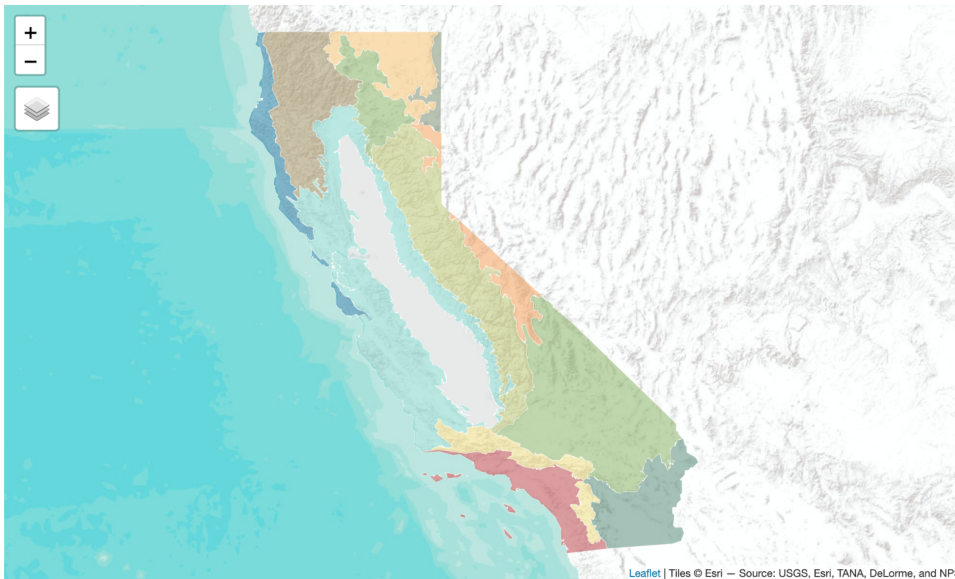 +
−
Leaflet | Tiles © Esri — Source: USGS, Esri, TANA, DeLorme, and NP